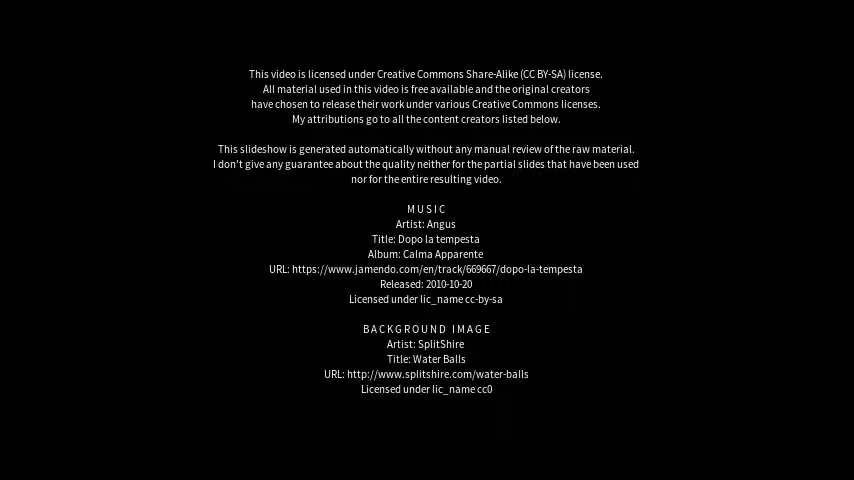 This video is licensed under Creative Commons Share-Alike (CC BY-SA) license.
All material used in this video is free available and the original creators
have chosen to release their work under various Creative Commons licenses.
My attributions go to all the content creators listed below.
This slideshow is generated automatically without any manual review of the raw material.
I don't give any guarantee about the quality neither for the partial slides that have been used
nor for the entire resulting video.
MUSIC
Artist: Angus
Title: Dopo la tempesta
Album: Calma Apparente
URL: https://www.jamendo.com/en/track/669667/dopo-la-tempesta
Released: 2010-10-20
Licensed under lic_name cc-by-sa
BACKGROUND IMAGE
Artist: SplitShire
Title: Water Balls
URL: http://www.splitshire.com/water-balls
Licensed under lic_name cc0